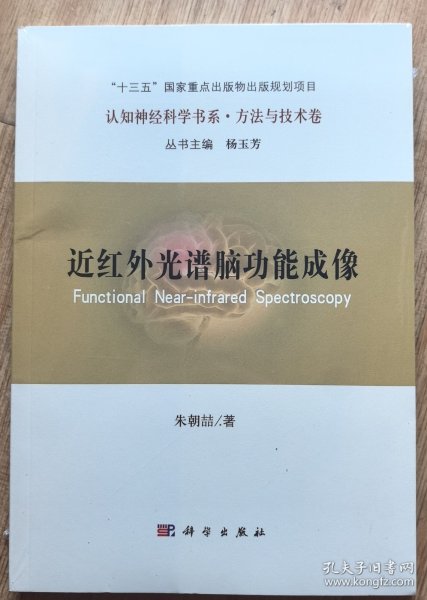 “十三五”国家重点出版物出版规划项目
认知神经科学书系·方法与技术卷
丛书主编 杨玉芳
近红外光谱脑功能成像
Functional Near-infrared Spectroscopy
朱朝喆/著
SP 科学出版社
孔夫子旧书网
www.kongfz.com